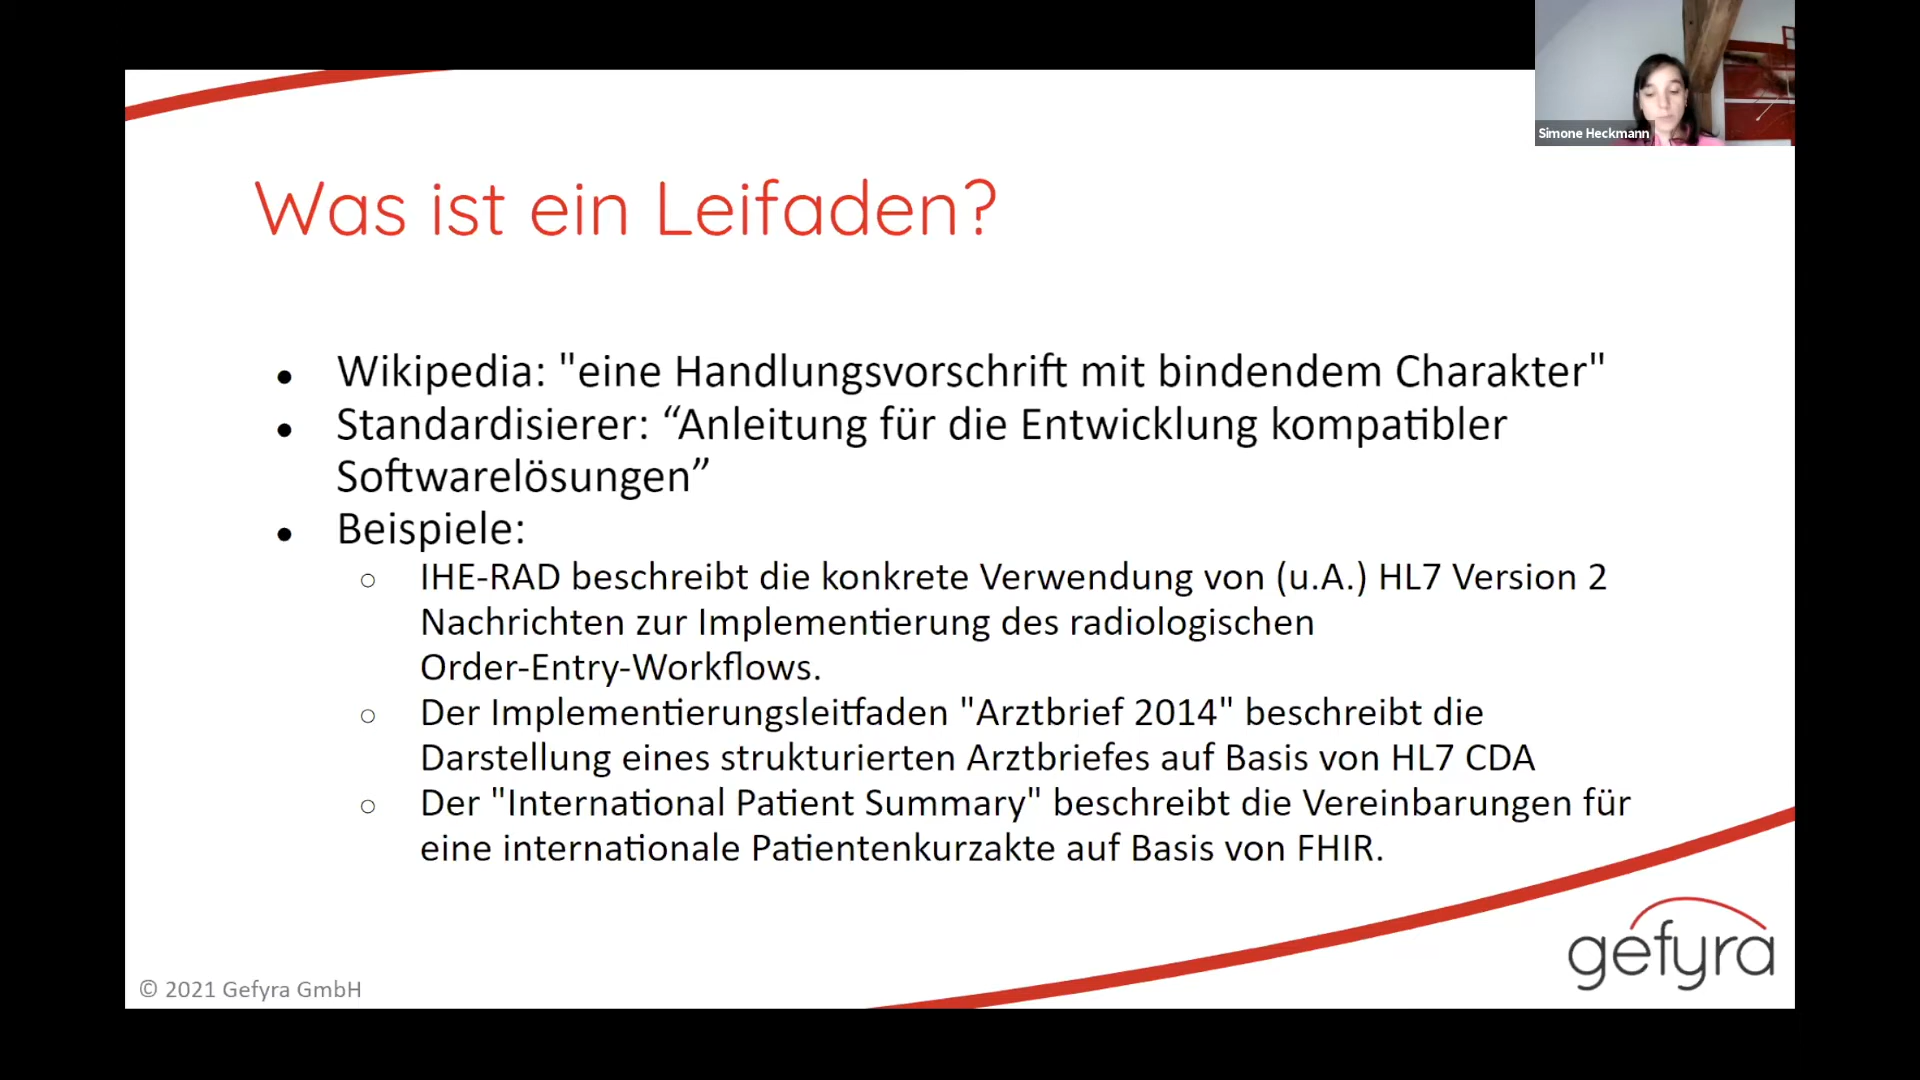 Simone Heckmann
Was ist ein Leifaden?
● Wikipedia: "eine Handlungsvorschrift mit bindendem Charakter"
● Standardisierer: “Anleitung für die Entwicklung kompatibler
Softwarelösungen”
● Beispiele:
○ IHE-RAD beschreibt die konkrete Verwendung von (u.A.) HL7 Version 2
Nachrichten zur Implementierung des radiologischen
Order-Entry-Workflows.
○ Der Implementierungsleitfaden "Arztbrief 2014" beschreibt die
Darstellung eines strukturierten Arztbriefes auf Basis von HL7 CDA
○ Der "International Patient Summary" beschreibt die Vereinbarungen für
eine internationale Patientenkurzakte auf Basis von FHIR.
gefyra
© 2021 Gefyra GmbH